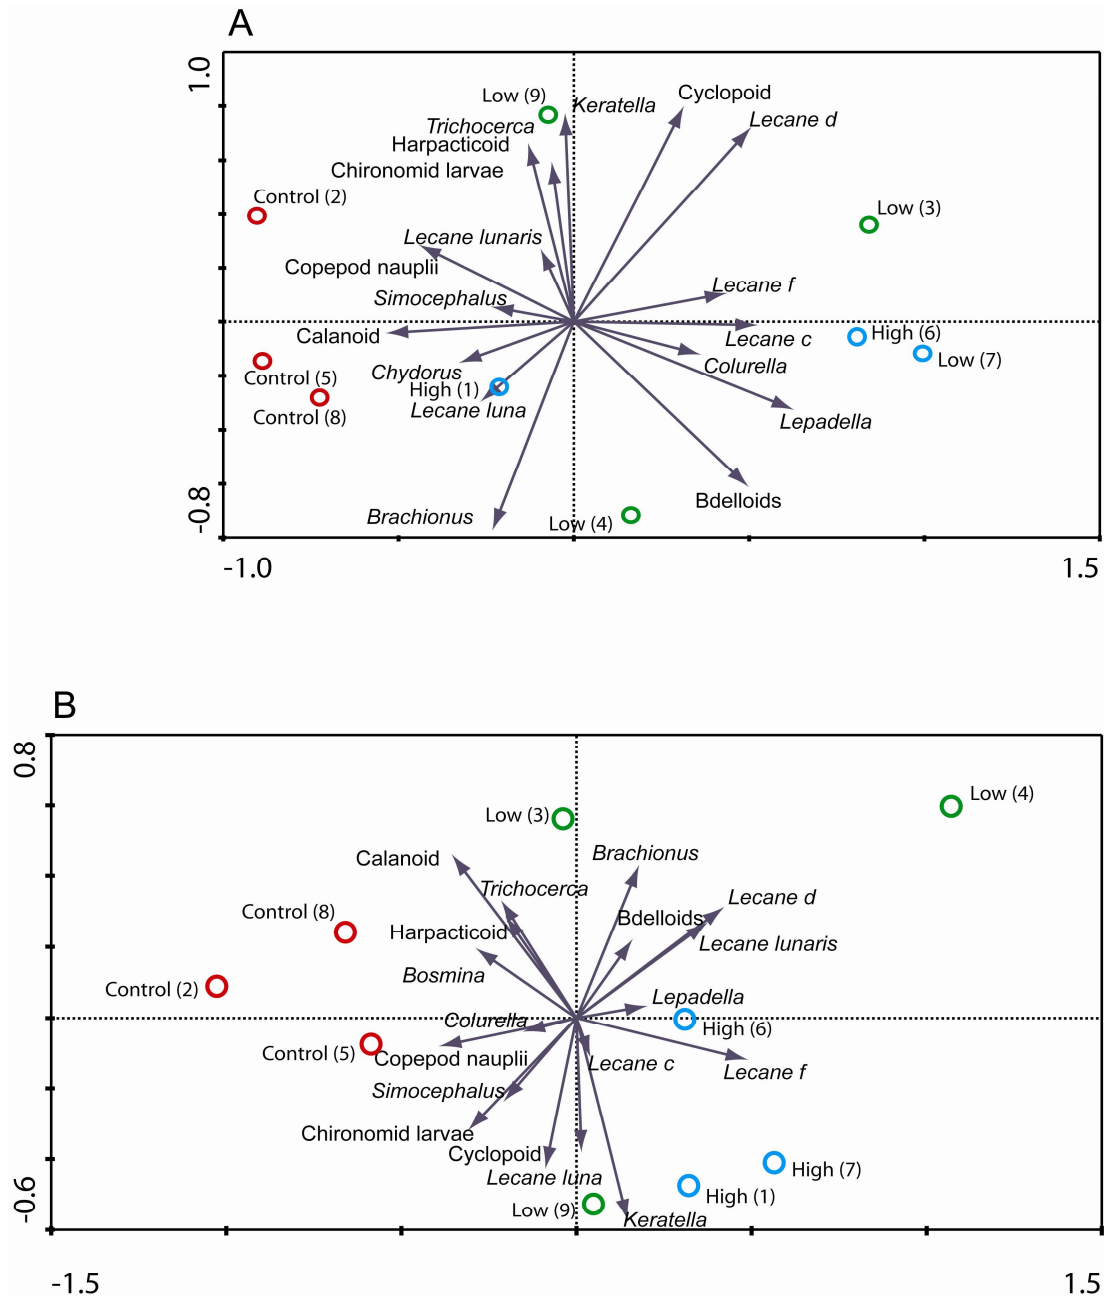 A
1.0
Low (9)
Keratella
Cyclopoid
Lecane d
Trichocerca
Harpacticoid
Chironomid larvae
Control (2)
Low (3)
Lecane lunaris
Copepod nauplii
Lecane f
Simocephalus
Calanoid
Lecane c
High (6)
Low (7)
Colurella
Chydorus
Control (5)
High (1)
Lecane luna
Control (8)
Lepadella
Bdelloids
-0.8
Brachionus
Low (4)
-1.0
1.5
B
0.8
Low (4)
Low (3)
Calanoid
Brachionus
Trichocerca
Lecane d
Control (8)
Bdelloids
Harpacticoid
Lecane lunaris
Bosmina
Control (2)
Lepadella
Colurella
High (6)
Control (5)
Copepod nauplii
Lecane c
Lecane f
Simocephalus
Chironomid larvae
Cyclopoid
High (7)
Lecane luna
High (1)
Low (9)
Keratella
-0.6
-1.5
1.5